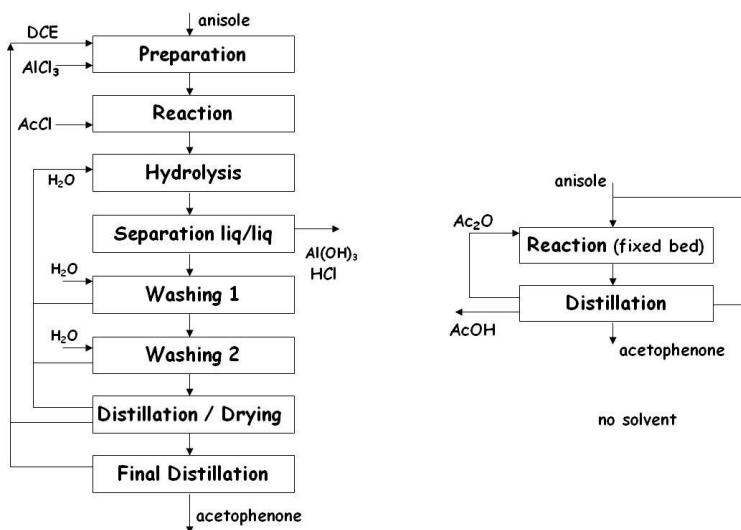 anisole
DCE
Preparation
AlCl₃
Reaction
AcCl
Hydrolysis
H₂O
Separation liq/liq
Al(OH)₃
HCl
H₂O
Washing 1
H₂O
Washing 2
Distillation / Drying
Final Distillation
acetophenone
anisole
Ac₂O
Reaction (fixed bed)
Distillation
AcOH
acetophenone
no solvent